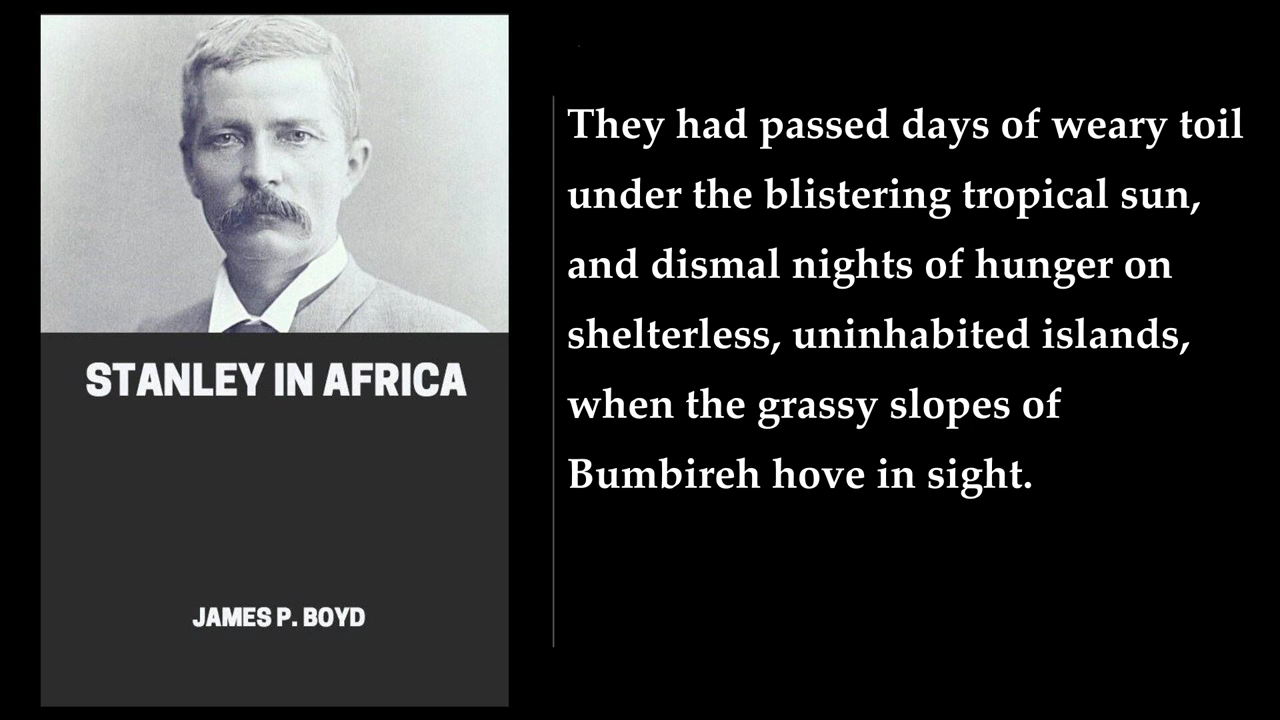 STANLEY IN AFRICA
JAMES P. BOYD
They had passed days of weary toil
under the blistering tropical sun,
and dismal nights of hunger on
shelterless, uninhabited islands,
when the grassy slopes of
Bumbireh hove in sight.